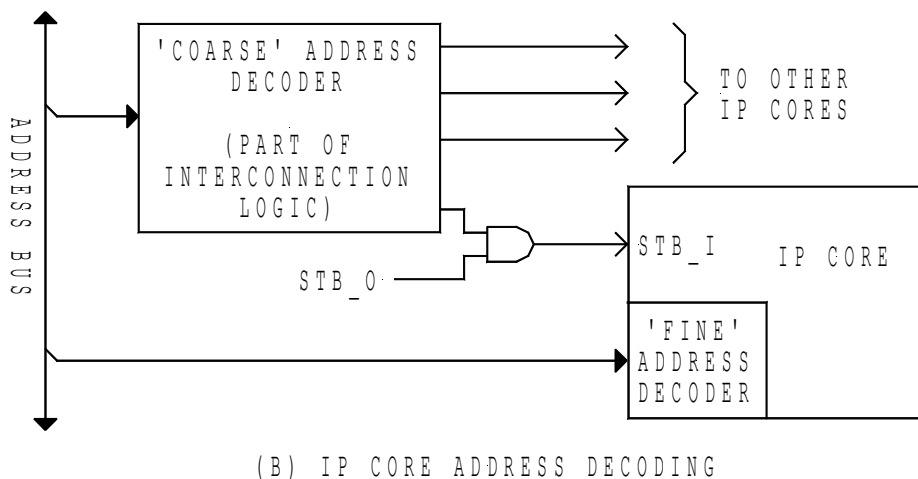 'COARSE' ADDRESS
DECODER
(PART OF
INTERCONNECTION
LOGIC)
TO OTHER
IP CORES
ADDRESS BUS
STB_O
STB_I
IP CORE
'FINE'
ADDRESS
DECODER
(B) IP CORE ADDRESS DECODING